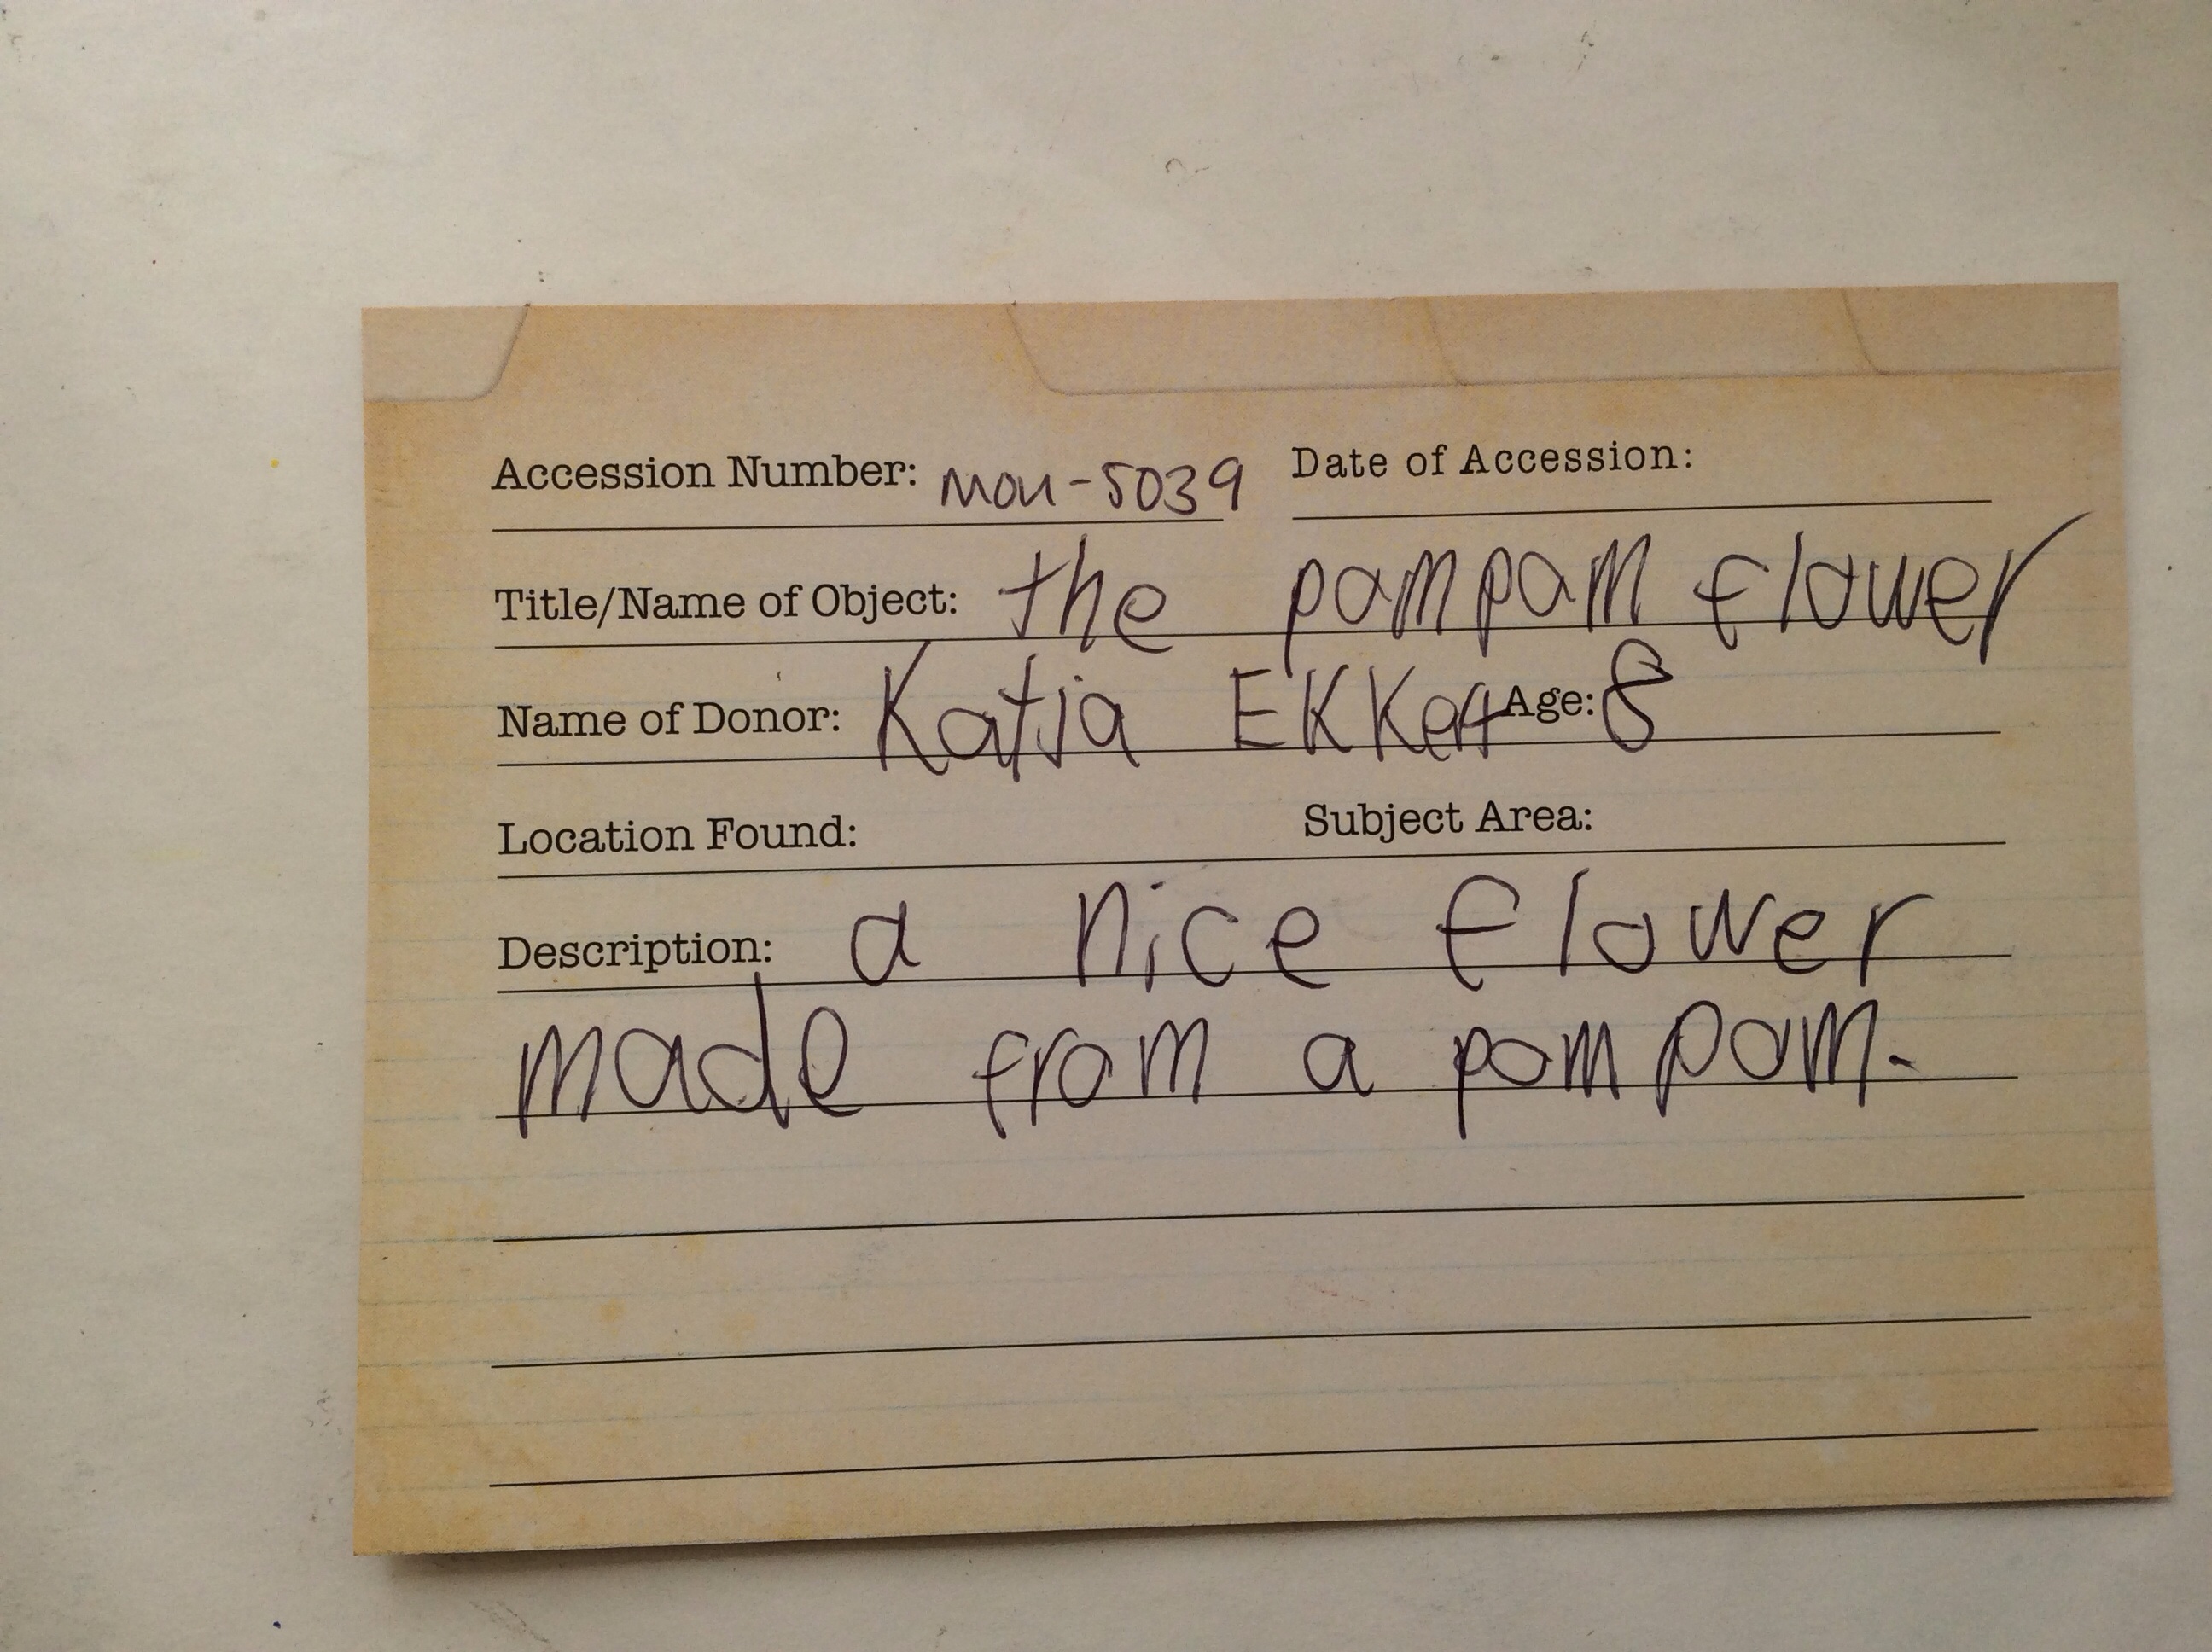 Accession Number: MOU-5039 Date of Accession:
Title/Name of Object: the pompom flower
Name of Donor: Katja Ekkert Age: 8
Location Found: Subject Area:
Description: a nice flower
made from a pompom.